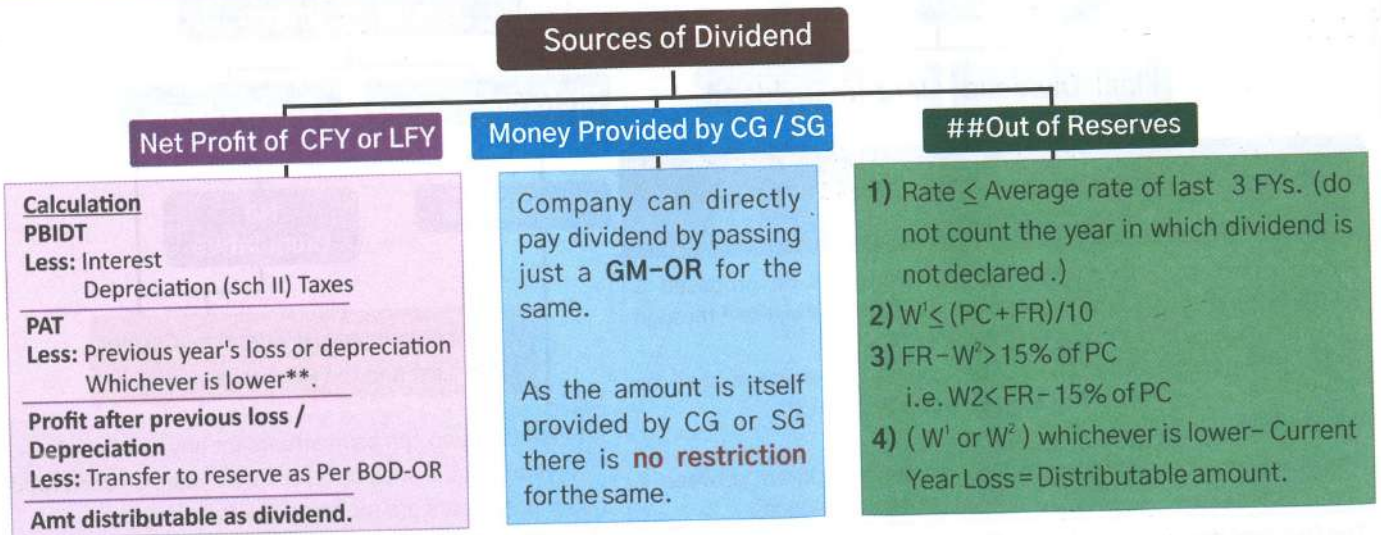 Sources of Dividend
Net Profit of CFY or LFY
Calculation
PBIDT
Less: Interest
Depreciation (sch II) Taxes
PAT
Less: Previous year's loss or depreciation
Whichever is lower**.
Profit after previous loss /
Depreciation
Less: Transfer to reserve as Per BOD-OR
Amt distributable as dividend.
Money Provided by CG / SG
Company can directly
pay dividend by passing
just a GM-OR for the
same.
As the amount is itself
provided by CG or SG
there is no restriction
for the same.
##Out of Reserves
1) Rate ≤ Average rate of last 3 FYs. (do
not count the year in which dividend is
not declared .)
2) W¹ ≤ (PC + FR)/10
3) FR – W² > 15% of PC
i.e. W2 < FR – 15% of PC
4) ( W¹ or W² ) whichever is lower – Current
Year Loss = Distributable amount.